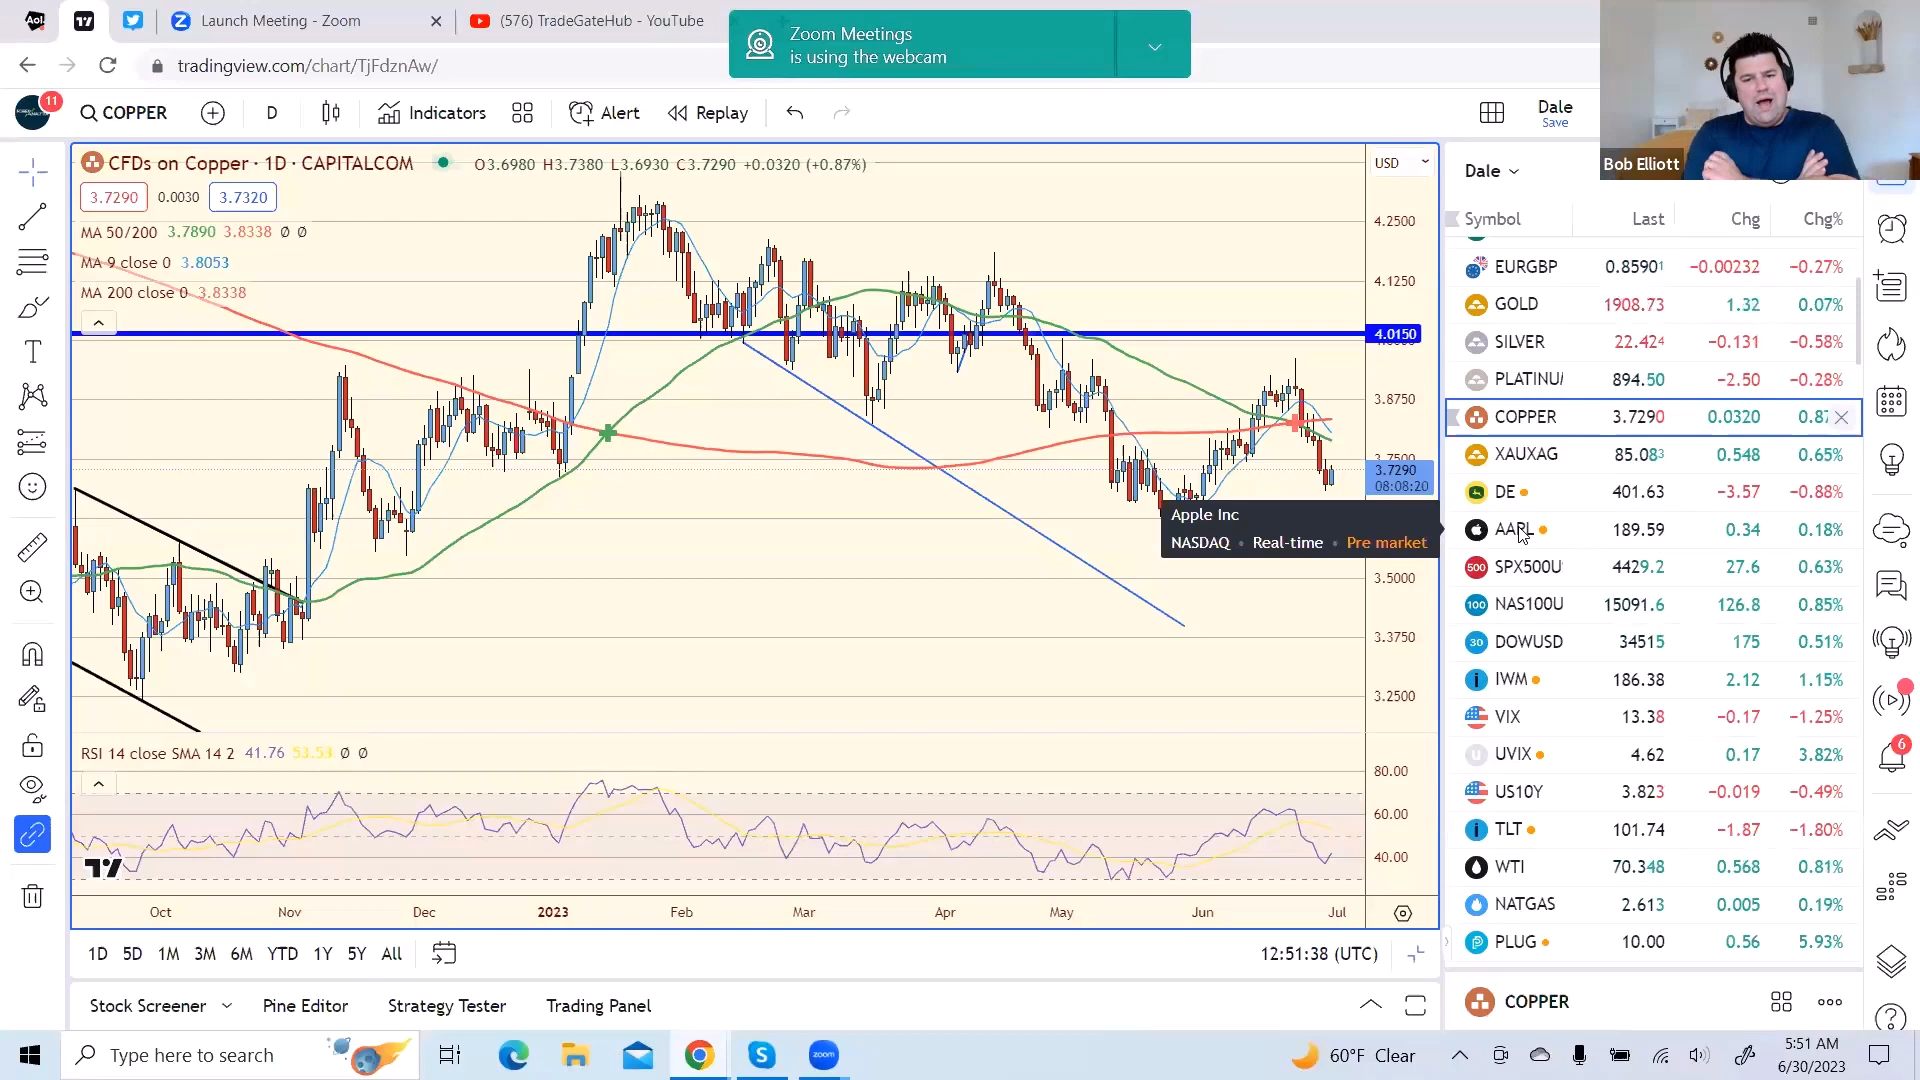 Launch Meeting - Zoom
(576) TradeGateHub - YouTube
Zoom Meetings
is using the webcam
tradingview.com/chart/TjFdznAw/
11
COPPER
D
Indicators
Alert
Replay
Dale
Save
Bob Elliott
CFDs on Copper · 1D · CAPITALCOM
O3.6980 H3.7380 L3.6930 C3.7290 +0.0320 (+0.87%)
USD
3.7290
0.0030
3.7320
MA 50/200 3.7890 3.8338 Ø Ø
MA 9 close 0 3.8053
MA 200 close 0 3.8338
4.2500
4.1250
4.0150
3.8750
3.7290
08:08:20
3.5000
3.3750
3.2500
Apple Inc
NASDAQ • Real-time • Pre market
RSI 14 close SMA 14 2 41.76 53.53 Ø Ø
80.00
60.00
40.00
Oct Nov Dec 2023 Feb Mar Apr May Jun Jul
1D 5D 1M 3M 6M YTD 1Y 5Y All
12:51:38 (UTC)
Stock Screener
Pine Editor
Strategy Tester
Trading Panel
Dale
Symbol Last Chg Chg%
EURGBP 0.85901 −0.00232 −0.27%
GOLD 1908.73 1.32 0.07%
SILVER 22.424 −0.131 −0.58%
PLATINU 894.50 −2.50 −0.28%
COPPER 3.7290 0.0320 0.87
XAUXAG 85.083 0.548 0.65%
DE 401.63 −3.57 −0.88%
AAPL 189.59 0.34 0.18%
500 SPX500U 4429.2 27.6 0.63%
100 NAS100U 15091.6 126.8 0.85%
30 DOWUSD 34515 175 0.51%
IWM 186.38 2.12 1.15%
VIX 13.38 −0.17 −1.25%
UVIX 4.62 0.17 3.82%
US10Y 3.823 −0.019 −0.49%
TLT 101.74 −1.87 −1.80%
WTI 70.348 0.568 0.81%
NATGAS 2.613 0.005 0.19%
PLUG 10.00 0.56 5.93%
COPPER
6
Type here to search
zoom
60°F Clear
5:51 AM
6/30/2023